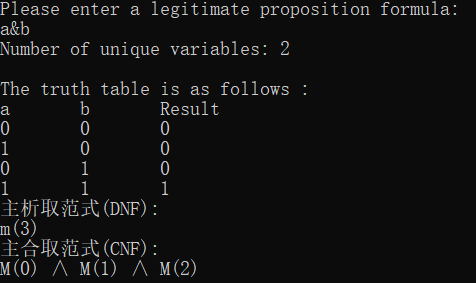 Please enter a legitimate proposition formula:
a&b
Number of unique variables: 2

The truth table is as follows :
a b Result
0 0 0
1 0 0
0 1 0
1 1 1
主析取范式(DNF):
m(3)
主合取范式(CNF):
M(0) ∧ M(1) ∧ M(2)